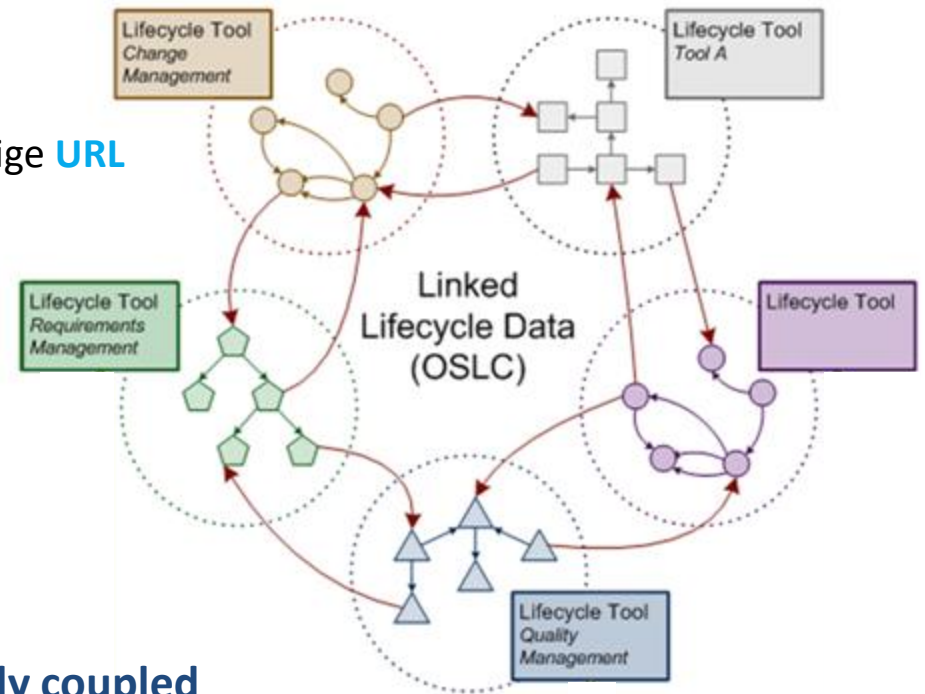 Lifecycle Tool
Change
Management
Lifecycle Tool
Tool A
ige URL
Linked
Lifecycle Data
(OSLC)
Lifecycle Tool
Requirements
Management
Lifecycle Tool
Lifecycle Tool
Quality
Management
ly coupled